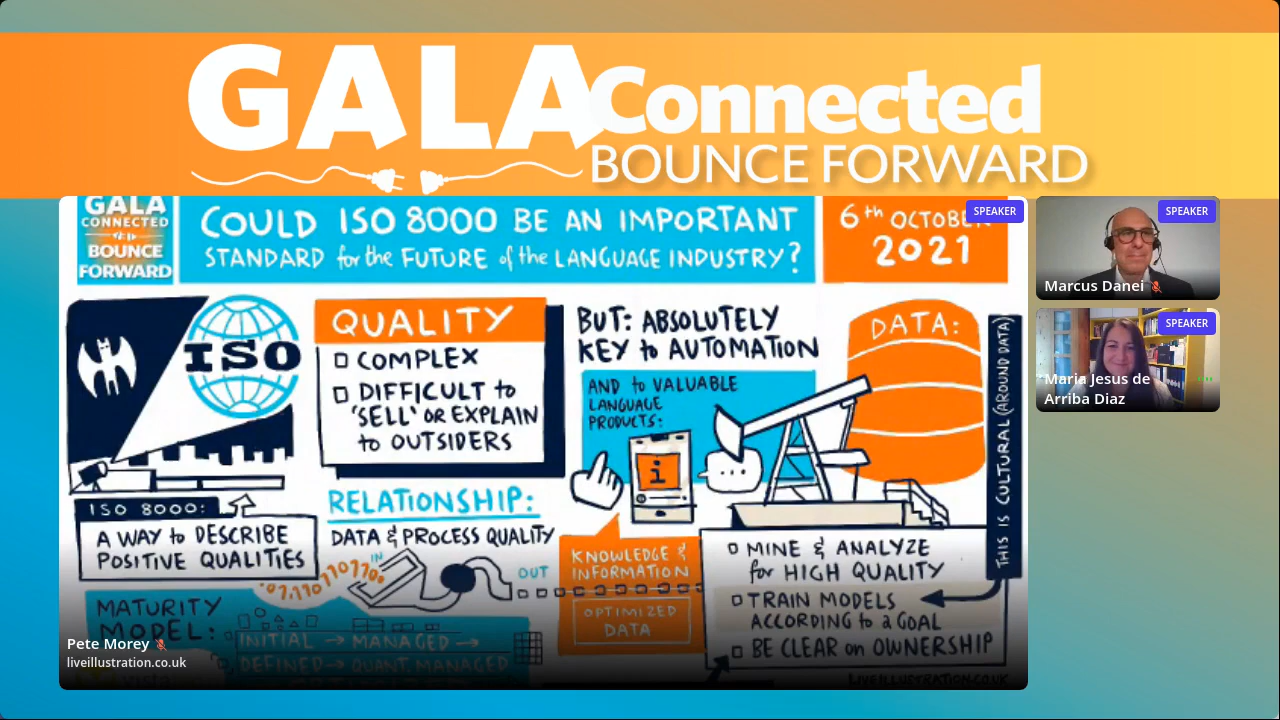 GALA Connected
BOUNCE FORWARD
GALA
CONNECTED
BOUNCE
FORWARD
COULD ISO 8000 BE AN IMPORTANT
STANDARD for the FUTURE of the LANGUAGE INDUSTRY?
6th OCTOBER
2021
SPEAKER
ISO
QUALITY
COMPLEX
DIFFICULT to
'SELL' OR EXPLAIN
to OUTSIDERS
BUT: ABSOLUTELY
KEY to AUTOMATION
AND to VALUABLE
LANGUAGE
PRODUCTS:
i
DATA:
THIS IS CULTURAL (AROUND DATA)
ISO 8000:
A WAY to DESCRIBE
POSITIVE QUALITIES
RELATIONSHIP:
DATA & PROCESS QUALITY
IN
OUT
KNOWLEDGE &
INFORMATION
OPTIMIZED
DATA
MINE & ANALYZE
for HIGH QUALITY
TRAIN MODELS
ACCORDING to a GOAL
BE CLEAR on OWNERSHIP
MATURITY
MODEL:
INITIAL → MANAGED →
DEFINED → QUANT. MANAGED
LIVEILLUSTRATION.CO.UK
Pete Morey
liveillustration.co.uk
SPEAKER
Marcus Danei
SPEAKER
Maria Jesus de
Arriba Diaz